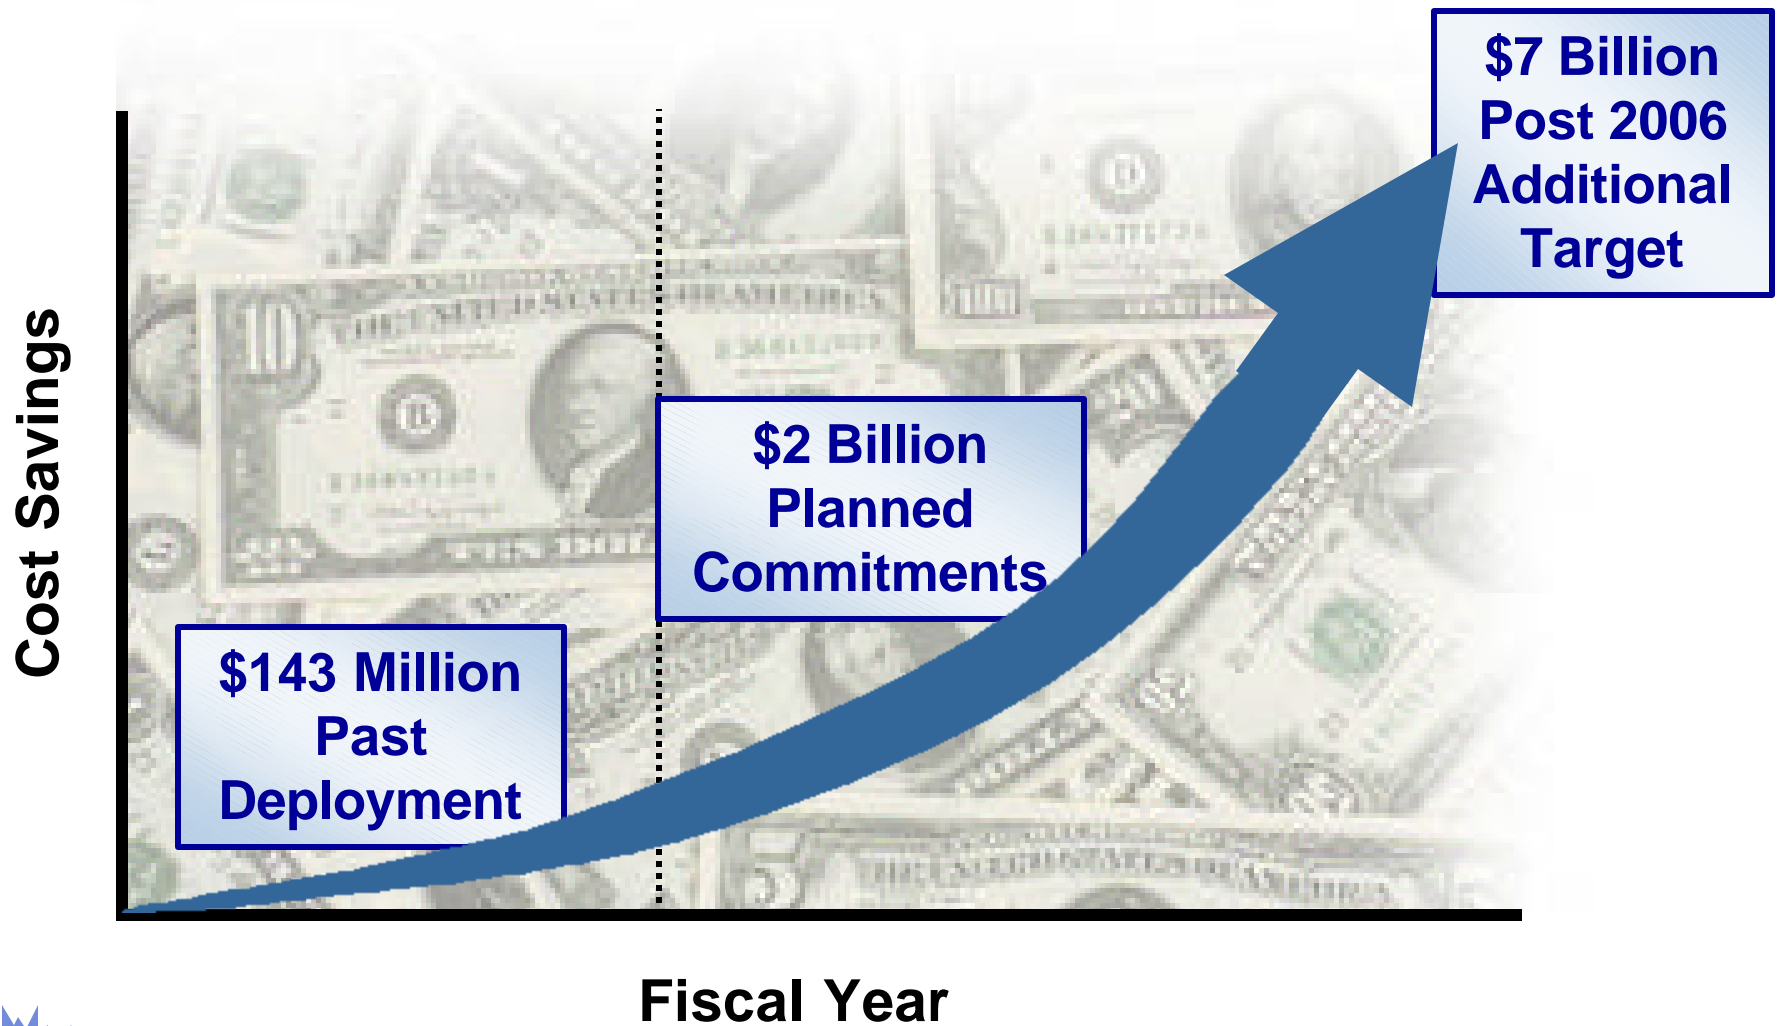 $7 Billion
Post 2006
Additional
Target
$2 Billion
Planned
Commitments
$143 Million
Past
Deployment
Cost Savings
Fiscal Year